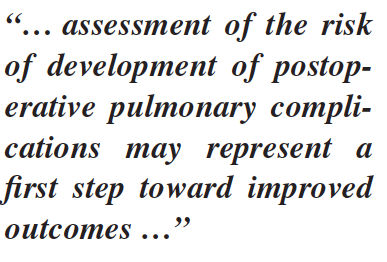 “… assessment of the risk
of development of postop-
erative pulmonary compli-
cations may represent a
first step toward improved
outcomes …”